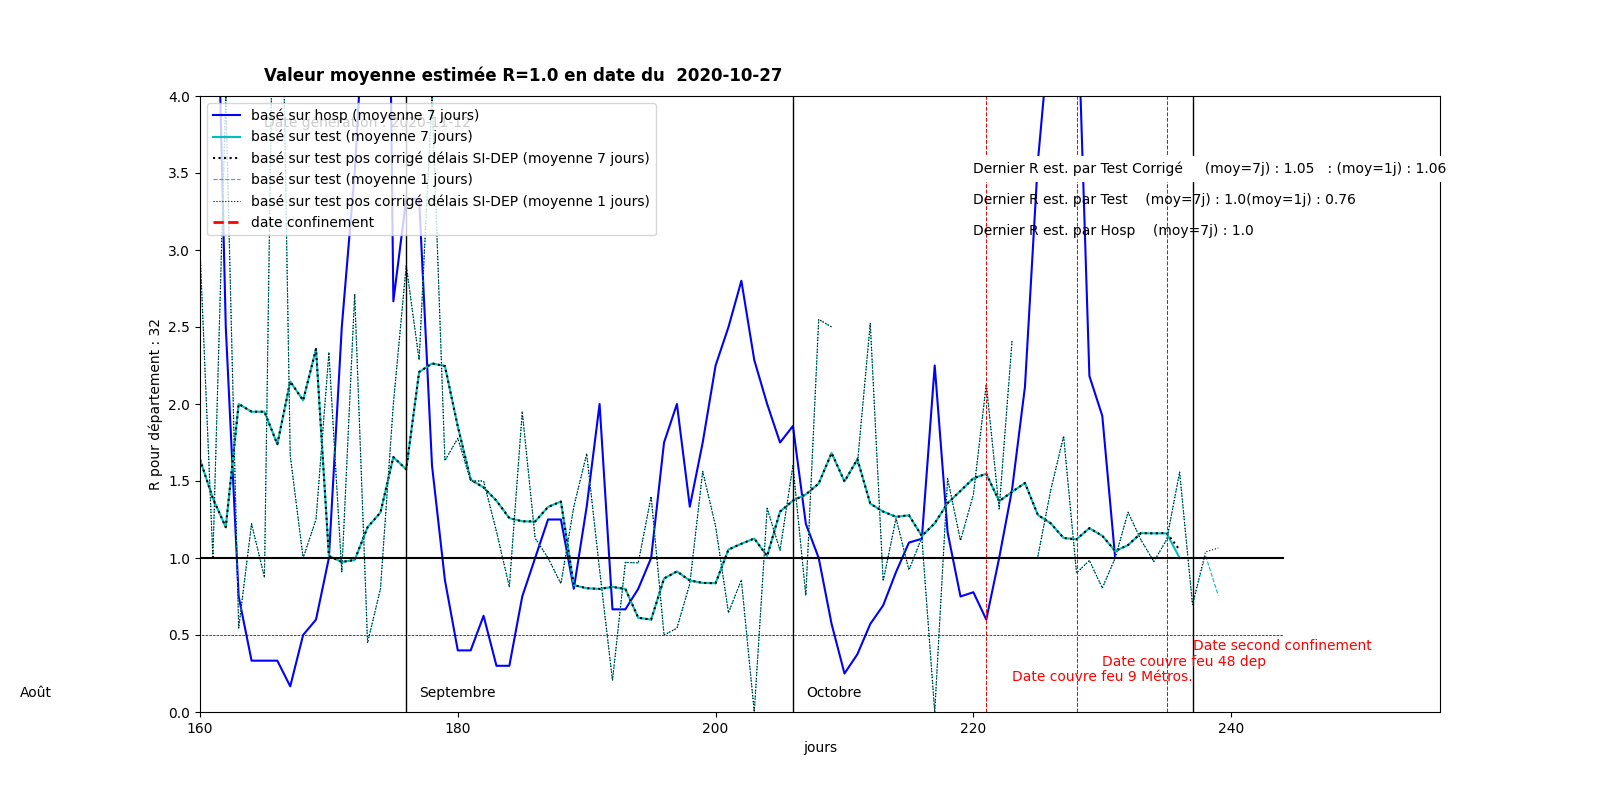 Valeur moyenne estimée R=1.0 en date du  2020-10-27
4.0
3.5
3.0
2.5
2.0
1.5
1.0
0.5
0.0
R pour département : 32
basé sur hosp (moyenne 7 jours)
Date génération : 2020-11-12
basé sur test (moyenne 7 jours)
basé sur test pos corrigé délais SI-DEP (moyenne 7 jours)
basé sur test (moyenne 1 jours)
basé sur test pos corrigé délais SI-DEP (moyenne 1 jours)
date confinement
Dernier R est. par Test Corrigé     (moy=7j) : 1.05   : (moy=1j) : 1.06
Dernier R est. par Test    (moy=7j) : 1.0(moy=1j) : 0.76
Dernier R est. par Hosp    (moy=7j) : 1.0
Date second confinement
Date couvre feu 48 dep
Date couvre feu 9 Métros.
Août
Septembre
Octobre
160
180
200
220
240
jours